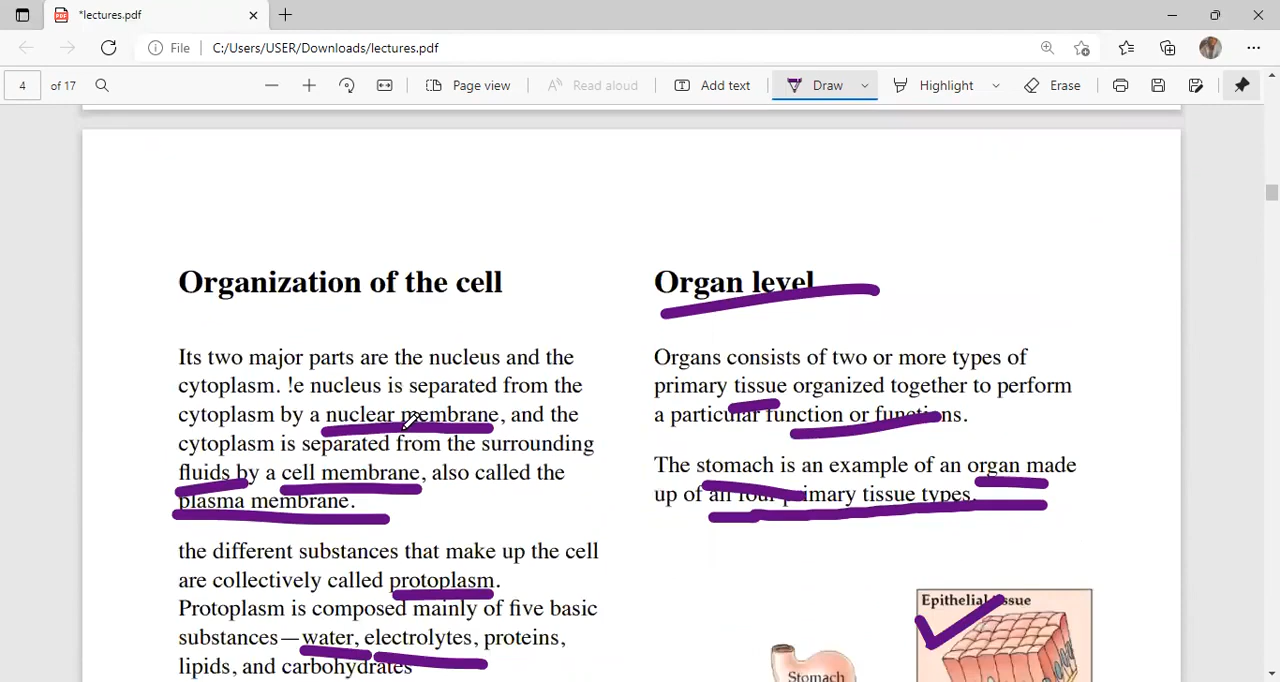 *lectures.pdf
File
C:/Users/USER/Downloads/lectures.pdf
4 of 17
Page view
Read aloud
Add text
Draw
Highlight
Erase
Organization of the cell
Its two major parts are the nucleus and the
cytoplasm. !e nucleus is separated from the
cytoplasm by a nuclear membrane, and the
cytoplasm is separated from the surrounding
fluids by a cell membrane, also called the
plasma membrane.
the different substances that make up the cell
are collectively called protoplasm.
Protoplasm is composed mainly of five basic
substances—water, electrolytes, proteins,
lipids, and carbohydrates
Organ level
Organs consists of two or more types of
primary tissue organized together to perform
a particular function or functions.
The stomach is an example of an organ made
up of all four primary tissue types.
Epithelial tissue
Stomach